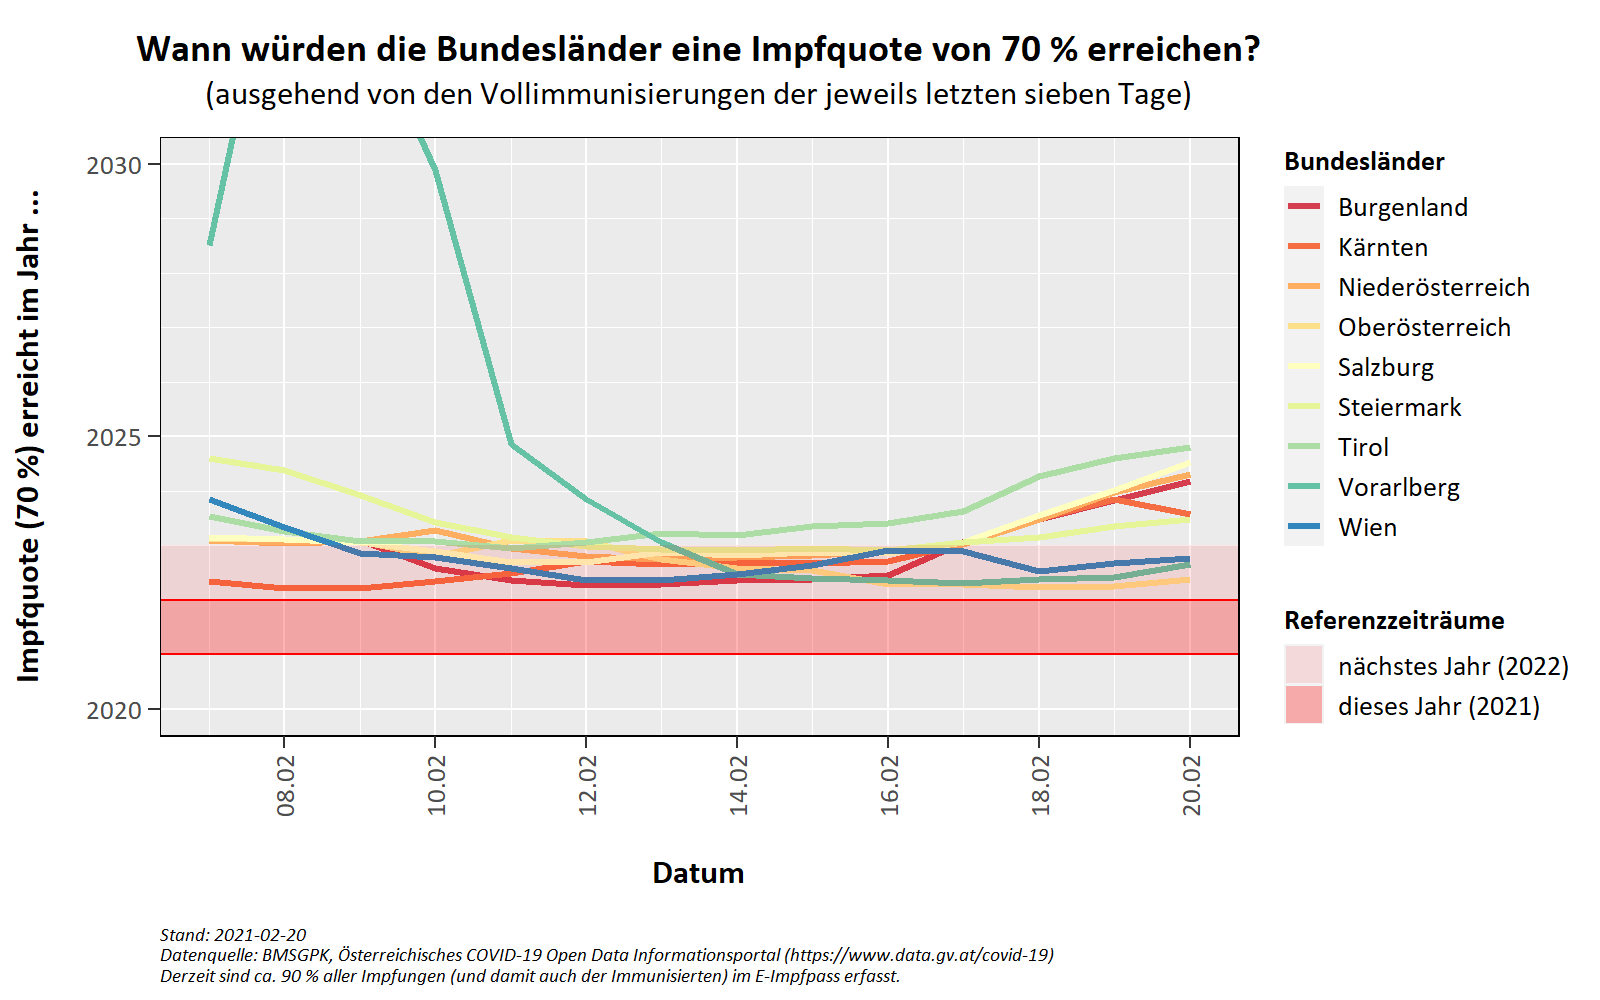 Wann würden die Bundesländer eine Impfquote von 70 % erreichen?
(ausgehend von den Vollimmunisierungen der jeweils letzten sieben Tage)
Impfquote (70 %) erreicht im Jahr ...
2030
2025
2020
08.02
10.02
12.02
14.02
16.02
18.02
20.02
Datum
Bundesländer
Burgenland
Kärnten
Niederösterreich
Oberösterreich
Salzburg
Steiermark
Tirol
Vorarlberg
Wien
Referenzzeiträume
nächstes Jahr (2022)
dieses Jahr (2021)
Stand: 2021-02-20
Datenquelle: BMSGPK, Österreichisches COVID-19 Open Data Informationsportal (https://www.data.gv.at/covid-19)
Derzeit sind ca. 90 % aller Impfungen (und damit auch der Immunisierten) im E-Impfpass erfasst.